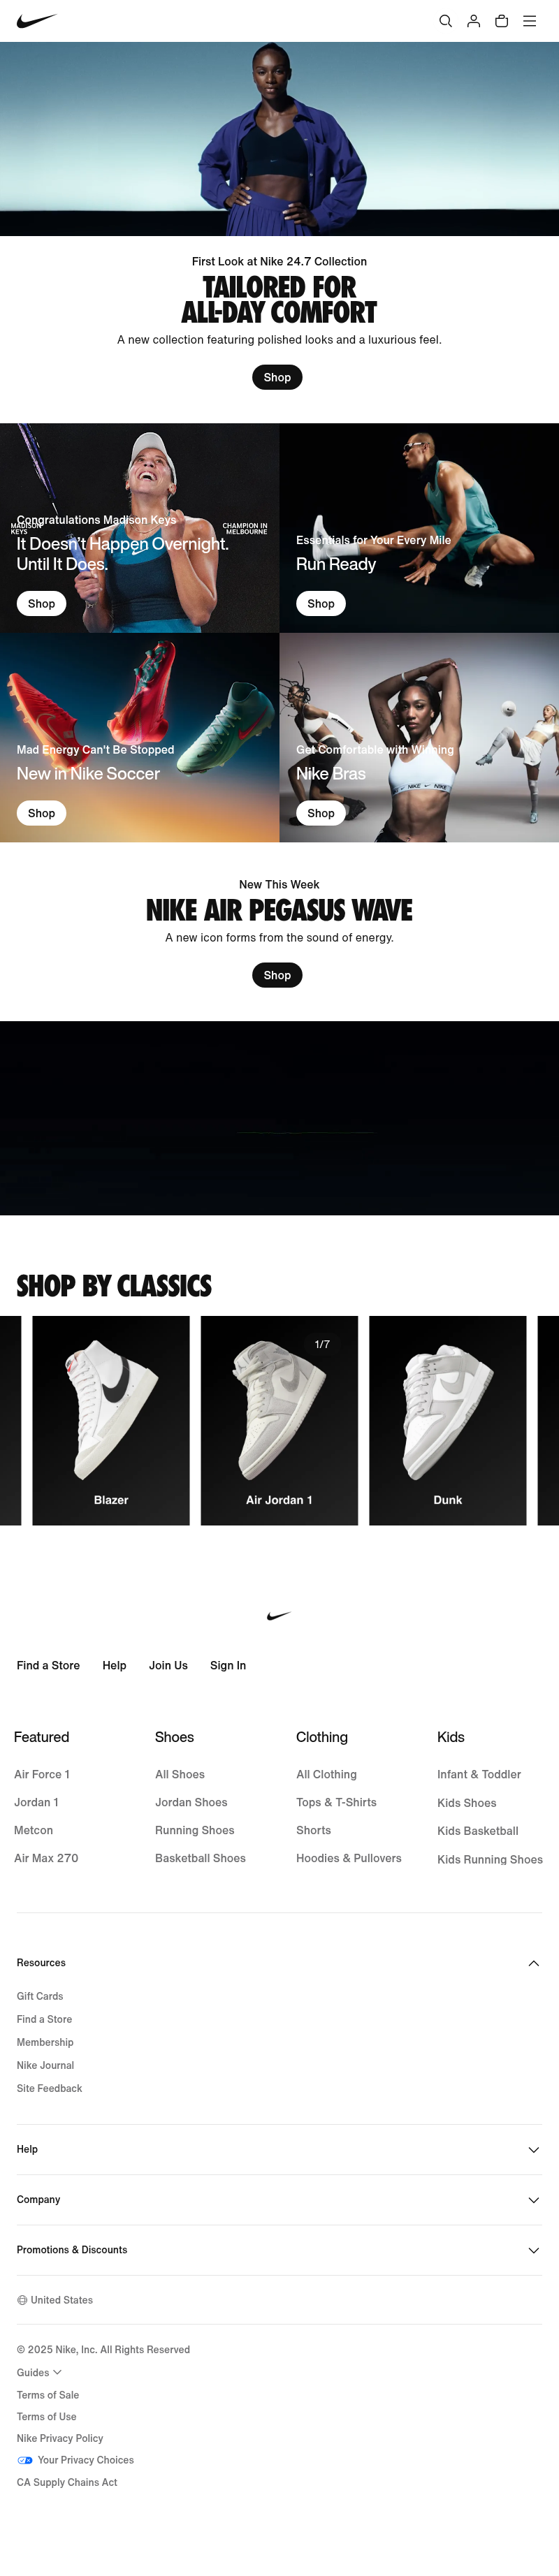 First Look at Nike 24.7 Collection
TAILORED FOR
ALL-DAY COMFORT
A new collection featuring polished looks and a luxurious feel.
Shop
MADISON
KEYS
CHAMPION IN
MELBOURNE
Congratulations Madison Keys
It Doesn't Happen Overnight.
Until It Does.
Shop
Essentials for Your Every Mile
Run Ready
Shop
Mad Energy Can't Be Stopped
New in Nike Soccer
Shop
Get Comfortable with Winning
Nike Bras
NIKE
NIKE
Shop
New This Week
NIKE AIR PEGASUS WAVE
A new icon forms from the sound of energy.
Shop
SHOP BY CLASSICS
1/7
Blazer
Air Jordan 1
Dunk
Find a Store
Help
Join Us
Sign In
Featured
Air Force 1
Jordan 1
Metcon
Air Max 270
Shoes
All Shoes
Jordan Shoes
Running Shoes
Basketball Shoes
Clothing
All Clothing
Tops & T-Shirts
Shorts
Hoodies & Pullovers
Kids
Infant & Toddler
Kids Shoes
Kids Basketball
Kids Running Shoes
Resources
Gift Cards
Find a Store
Membership
Nike Journal
Site Feedback
Help
Company
Promotions & Discounts
United States
© 2025 Nike, Inc. All Rights Reserved
Guides
Terms of Sale
Terms of Use
Nike Privacy Policy
Your Privacy Choices
CA Supply Chains Act